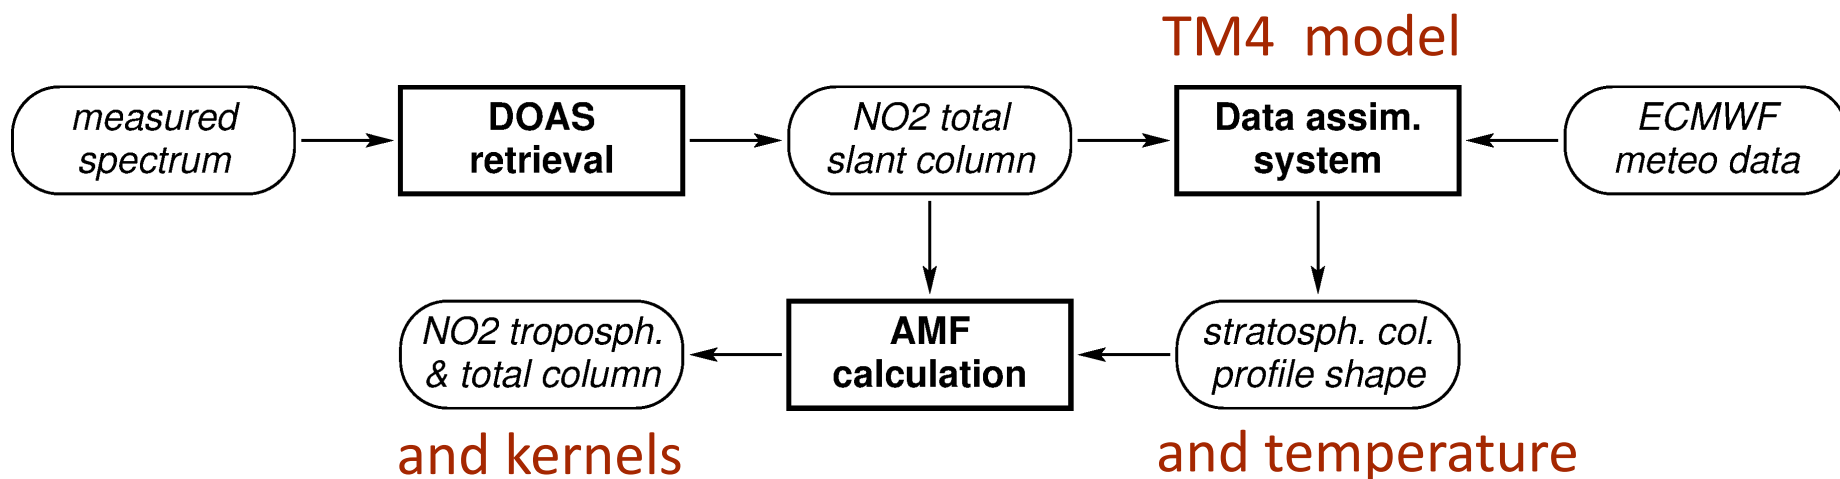 TM4 model
measured
spectrum
DOAS
retrieval
NO2 total
slant column
Data assim.
system
ECMWF
meteo data
NO2 troposph.
& total column
AMF
calculation
stratosph. col.
profile shape
and kernels
and temperature